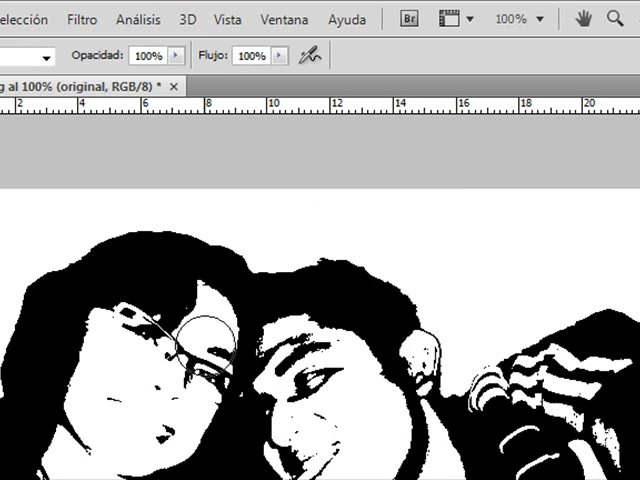 elección Filtro Análisis 3D Vista Ventana Ayuda Br 100%
Opacidad: 100% Flujo: 100%
g al 100% (original, RGB/8) * ×
2 4 6 8 10 12 14 16 18 20